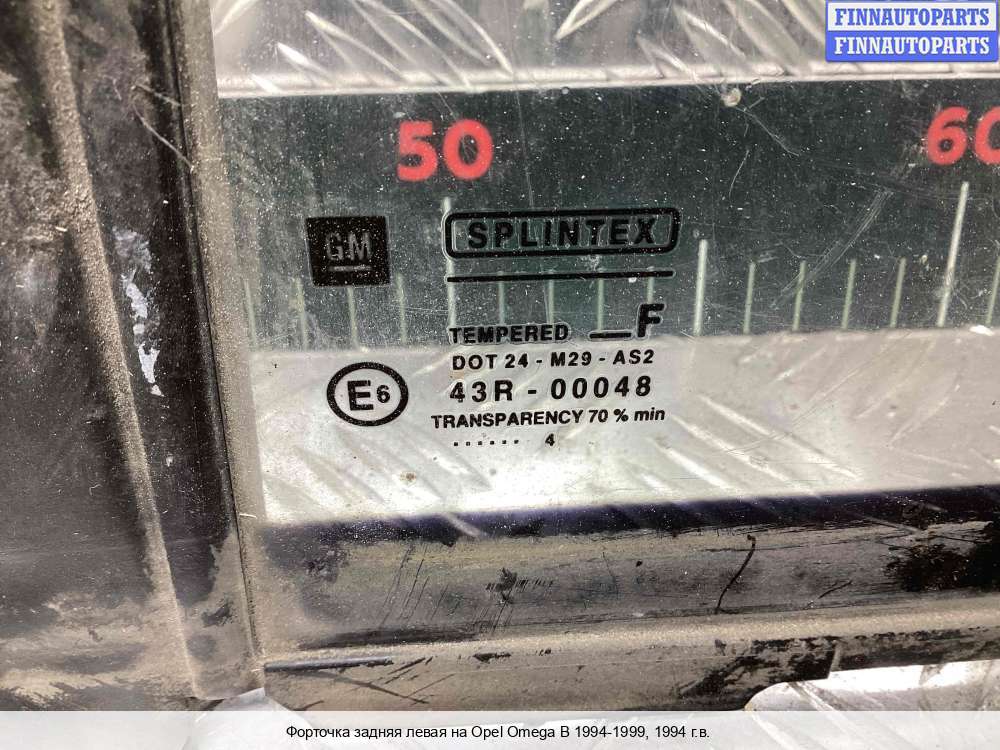 FINNAUTOPARTS
FINNAUTOPARTS
50 60
GM SPLINTEX
TEMPERED F
DOT 24 - M29 - AS2
E6 43R - 00048
TRANSPARENCY 70 % min
...... 4
Форточка задняя левая на Opel Omega B 1994-1999, 1994 г.в.